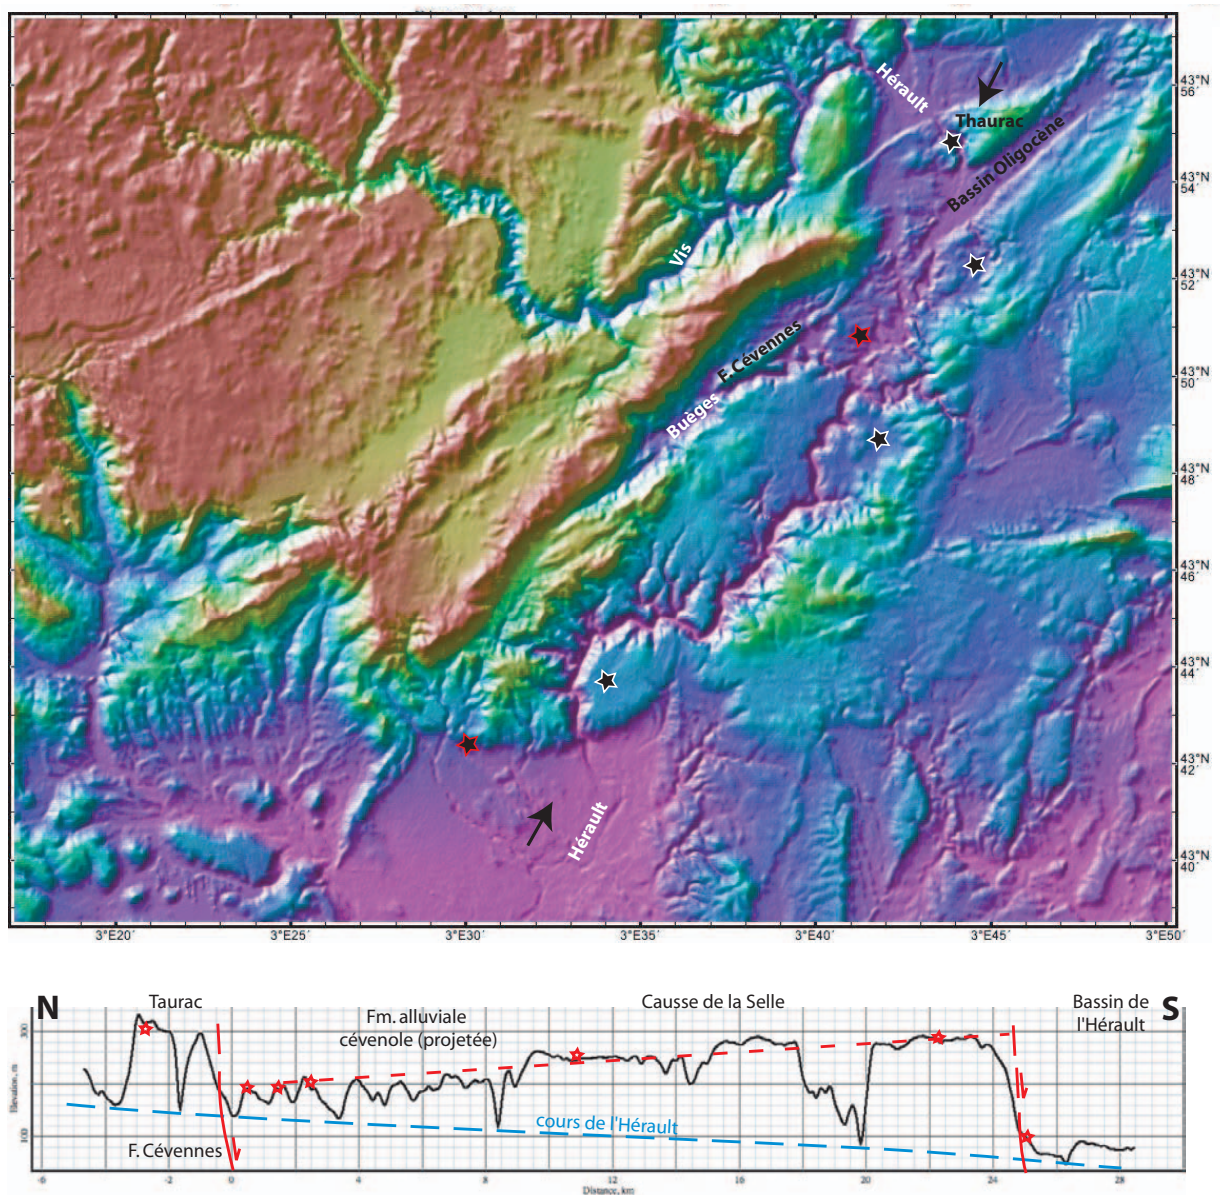 Hérault
Thaurac
Bassin Oligocène
Vis
F. Cévennes
Buèges
Hérault
43°N
56´
43°N
54´
43°N
52´
43°N
50´
43°N
48´
43°N
46´
43°N
44´
43°N
42´
43°N
40´
3°E20´
3°E25´
3°E30´
3°E35´
3°E40´
3°E45´
3°E50´
N
Taurac
Fm. alluviale
cévenole (projetée)
Causse de la Selle
Bassin de
l'Hérault
S
300
100
Elevation, m
cours de l'Hérault
F. Cévennes
-6
-4
-2
0
2
4
6
8
10
12
14
16
18
20
22
24
26
28
Distance, km